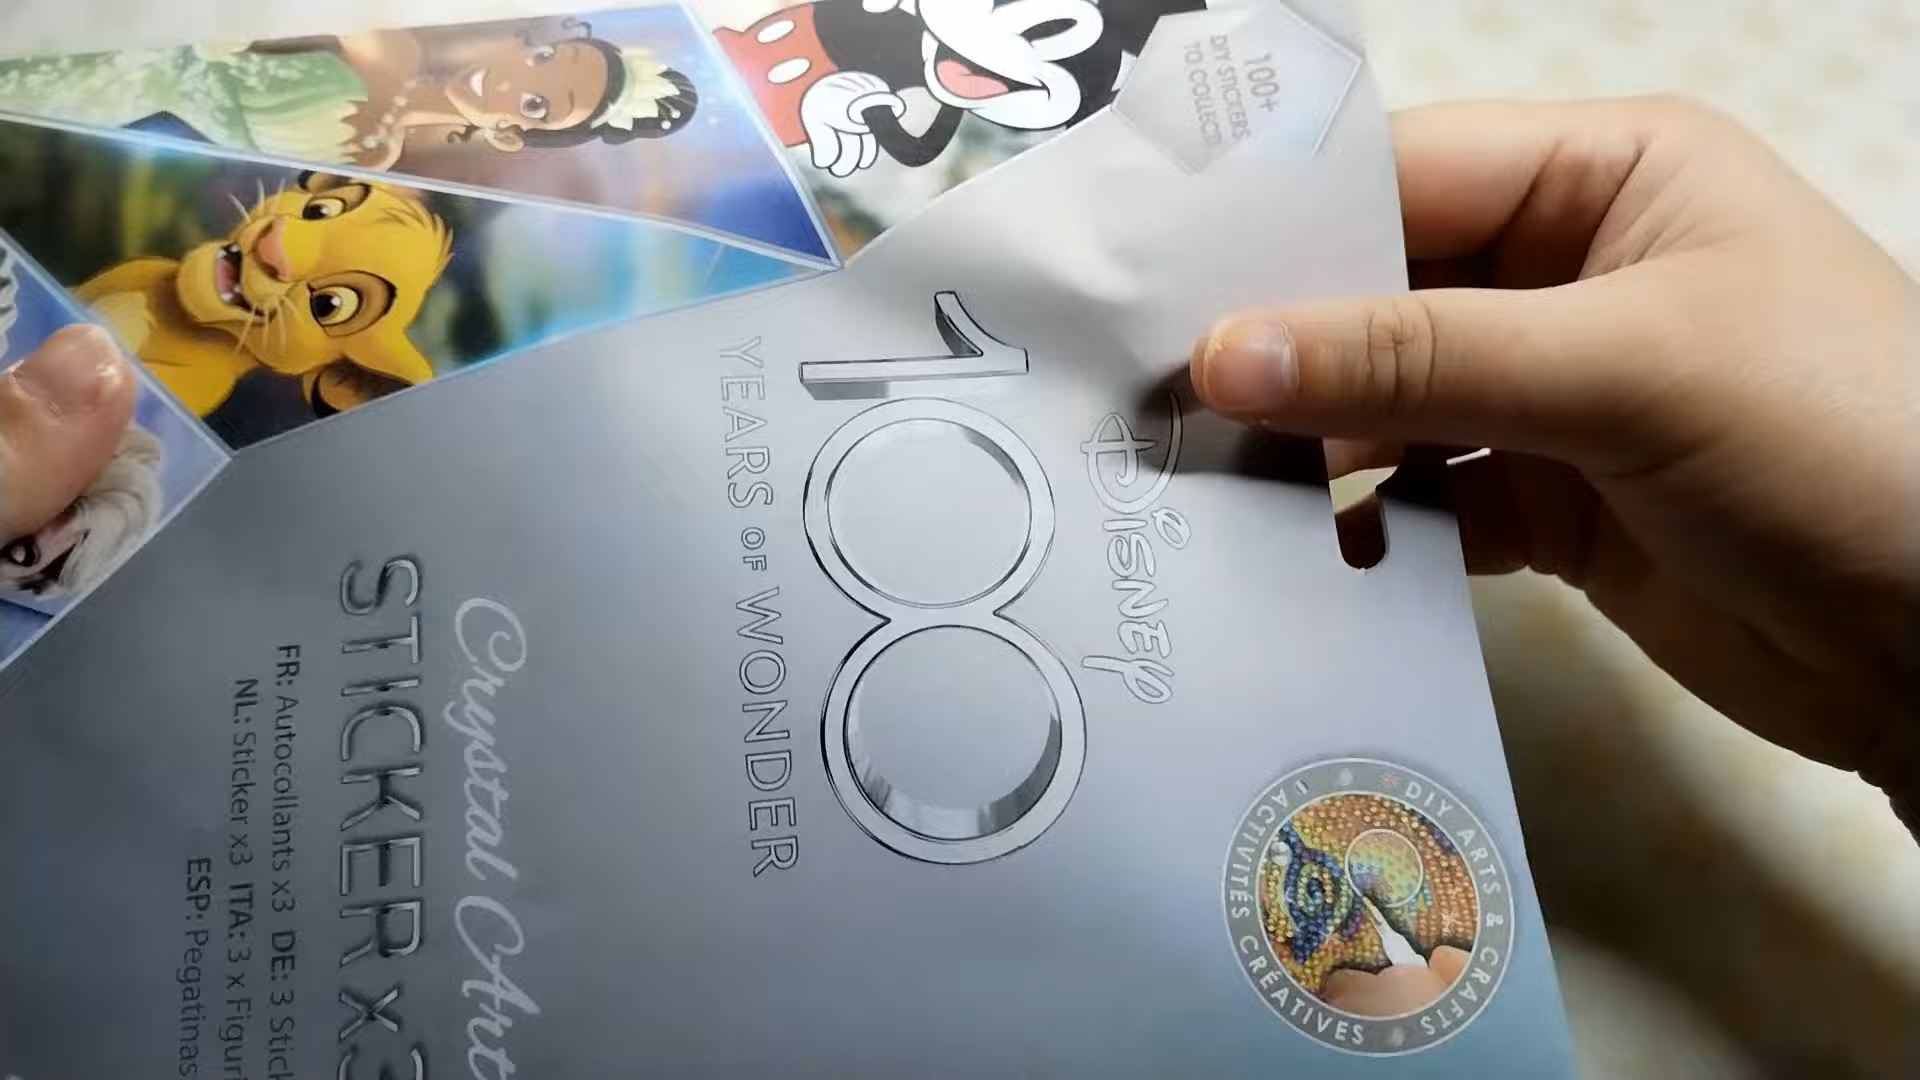 100+
DIY STICKERS
TO COLLECT!
Disney
100
YEARS OF WONDER
DIY ARTS & CRAFTS
ACTIVITÉS CRÉATIVES
Crystal Art
STICKER x3
FR: Autocollants x3 DE: 3 Stick
NL: Sticker x3 ITA: 3 x Figuri
ESP: Pegatinas